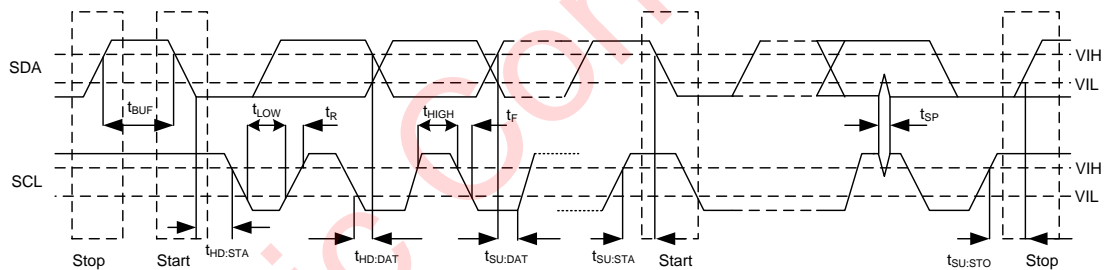 SDA
VIH
VIL
tBUF
tLOW
tR
tHIGH
tF
tSP
SCL
VIH
VIL
tHD:STA
tHD:DAT
tSU:DAT
tSU:STA
tSU:STO
Stop
Start
Start
Stop